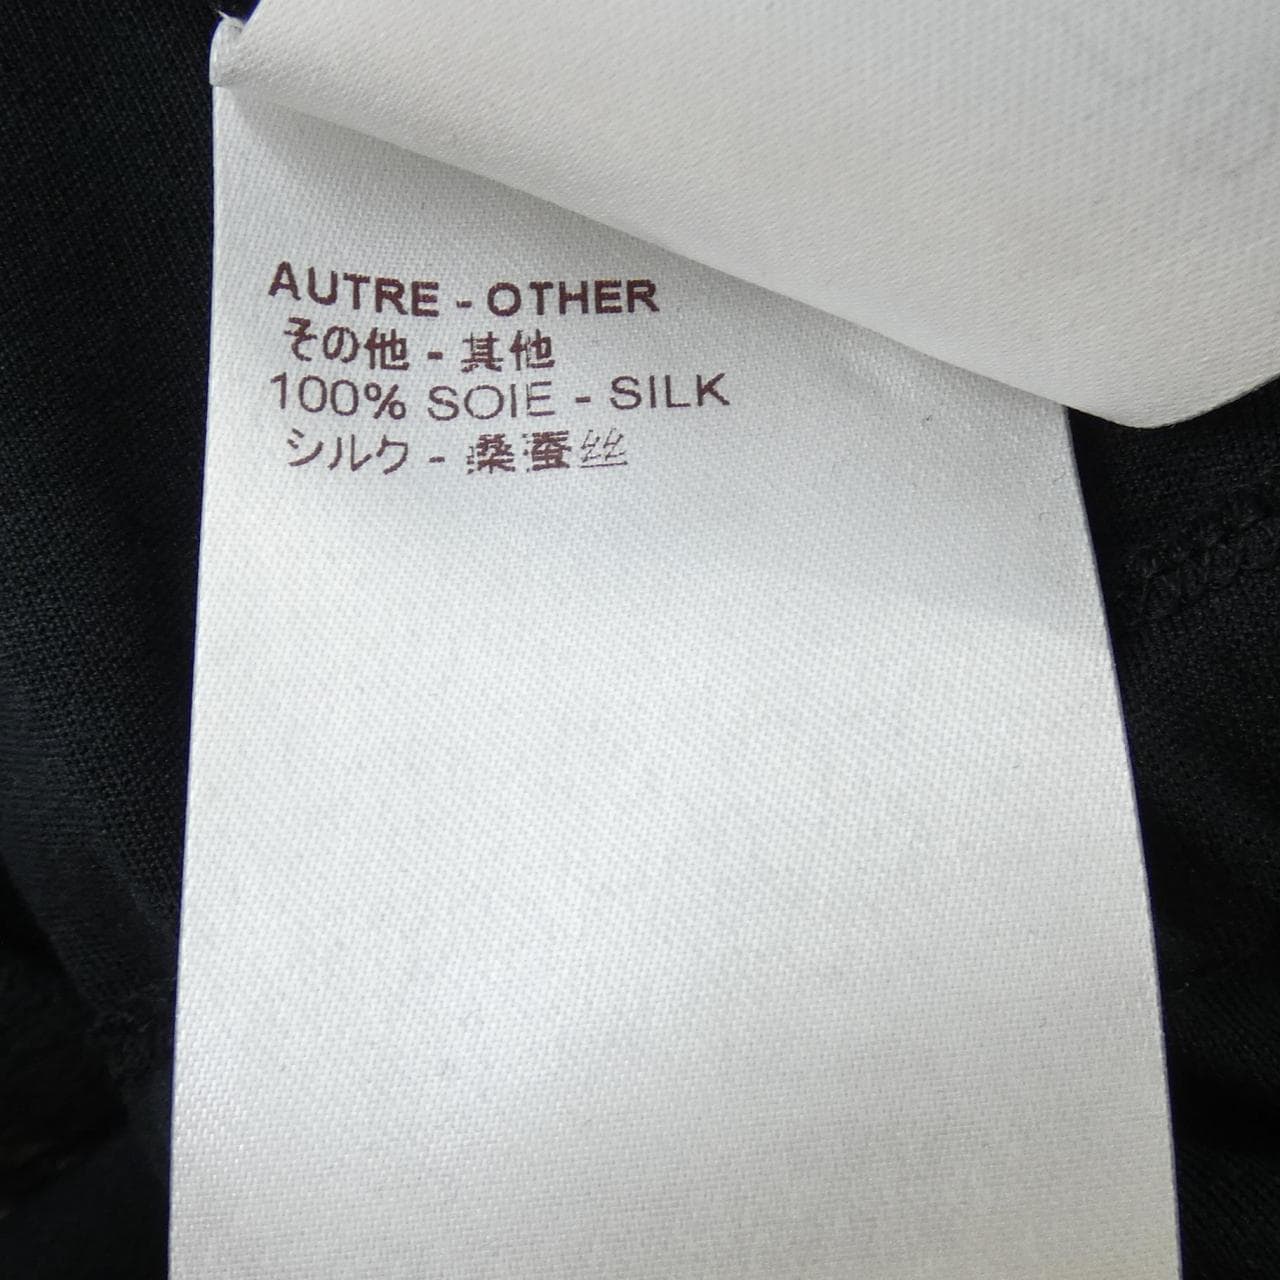 AUTRE - OTHER
その他 - 其他
100% SOIE - SILK
シルク - 桑蚕丝